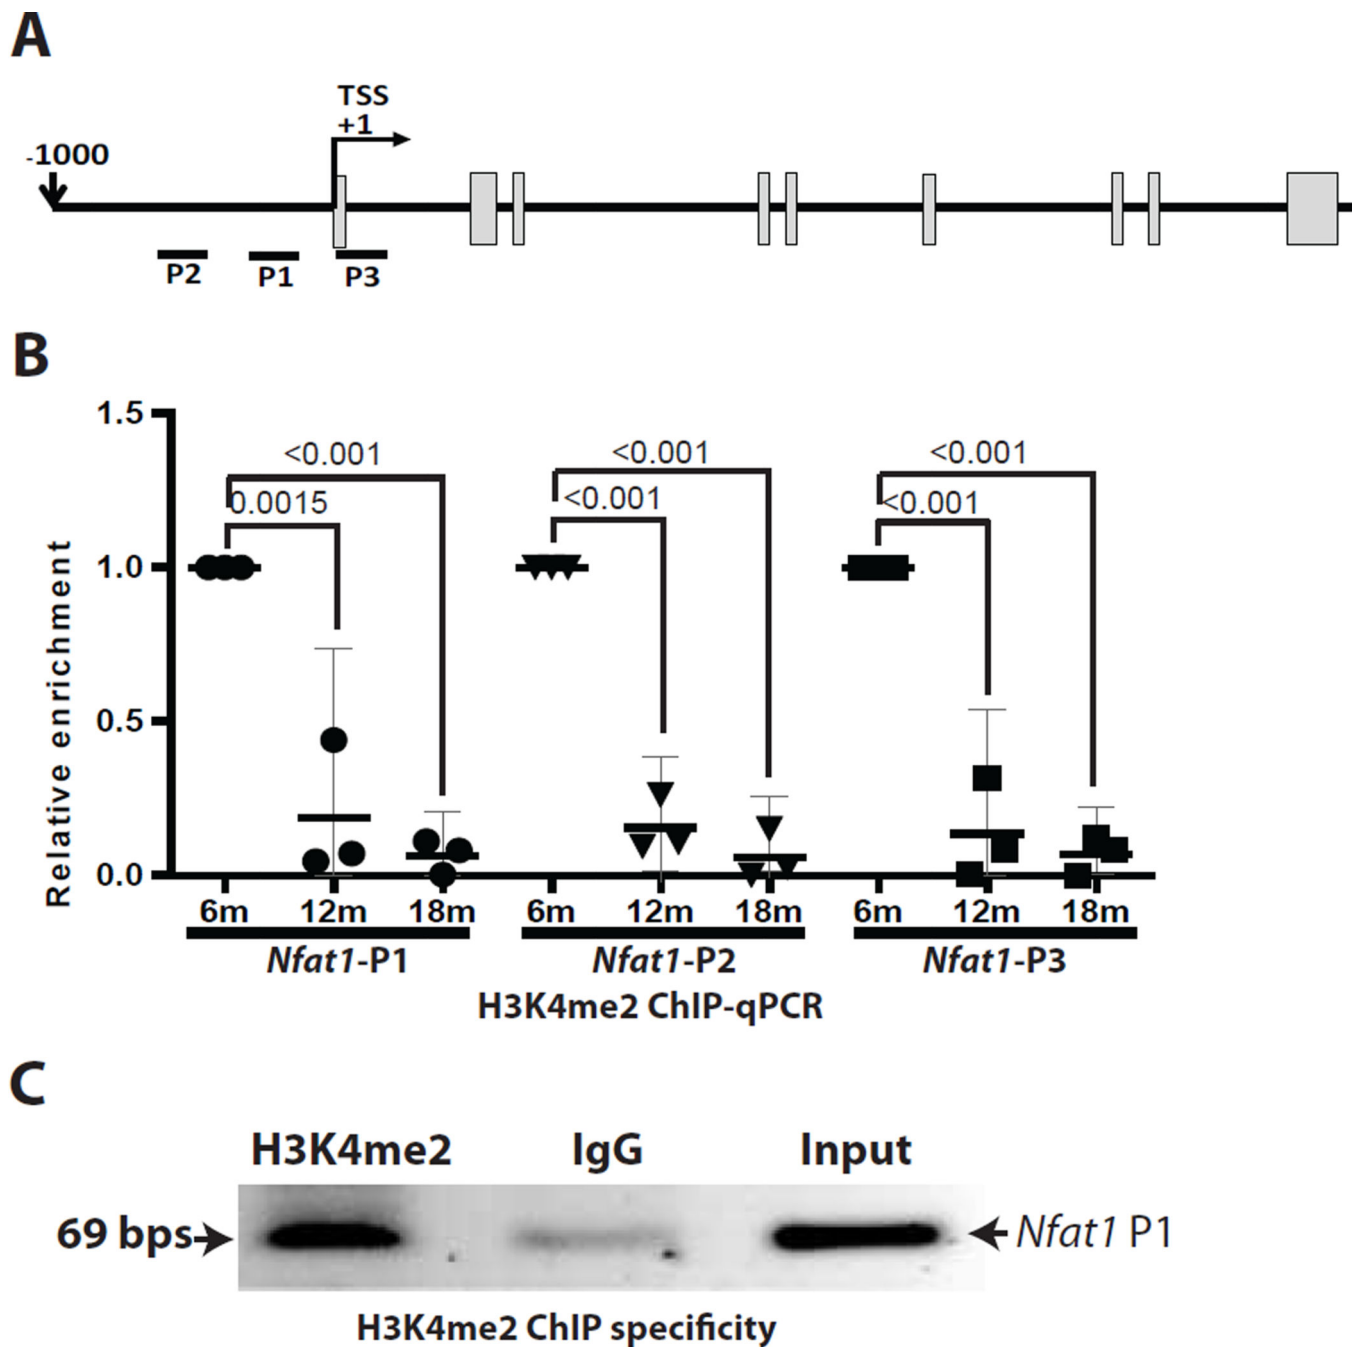 A
TSS
+1
-1000
P2 P1 P3
B
1.5
1.0
0.5
0.0
Relative enrichment
<0.001 <0.001 <0.001
0.0015 <0.001 <0.001
6m 12m 18m 6m 12m 18m 6m 12m 18m
Nfat1-P1 Nfat1-P2 Nfat1-P3
H3K4me2 ChIP-qPCR
C
H3K4me2 IgG Input
69 bps Nfat1 P1
H3K4me2 ChIP specificity